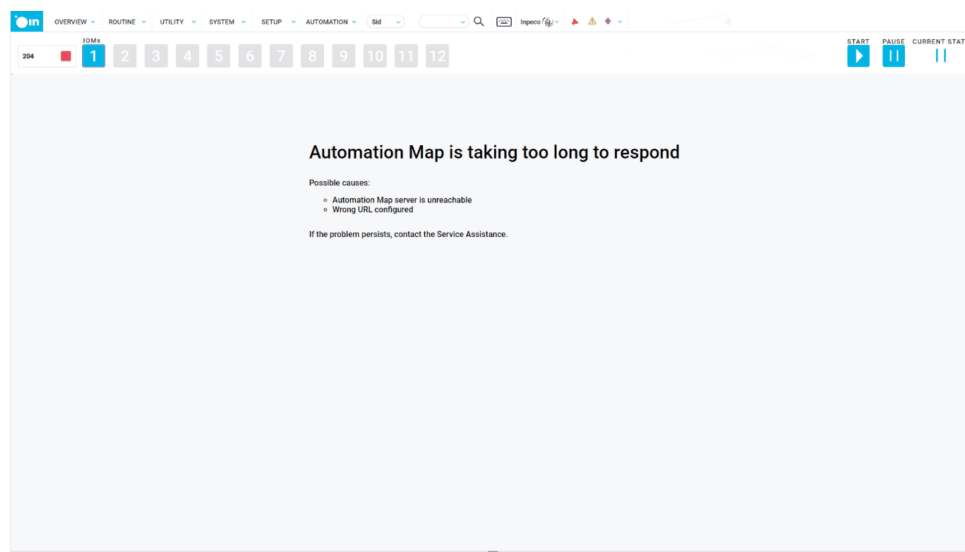 in OVERVIEW ROUTINE UTILITY SYSTEM SETUP AUTOMATION Sid Inpeco
IOMs START PAUSE CURRENT STAT
204 1 2 3 4 5 6 7 8 9 10 11 12
Automation Map is taking too long to respond
Possible causes:
Automation Map server is unreachable
Wrong URL configured
If the problem persists, contact the Service Assistance.